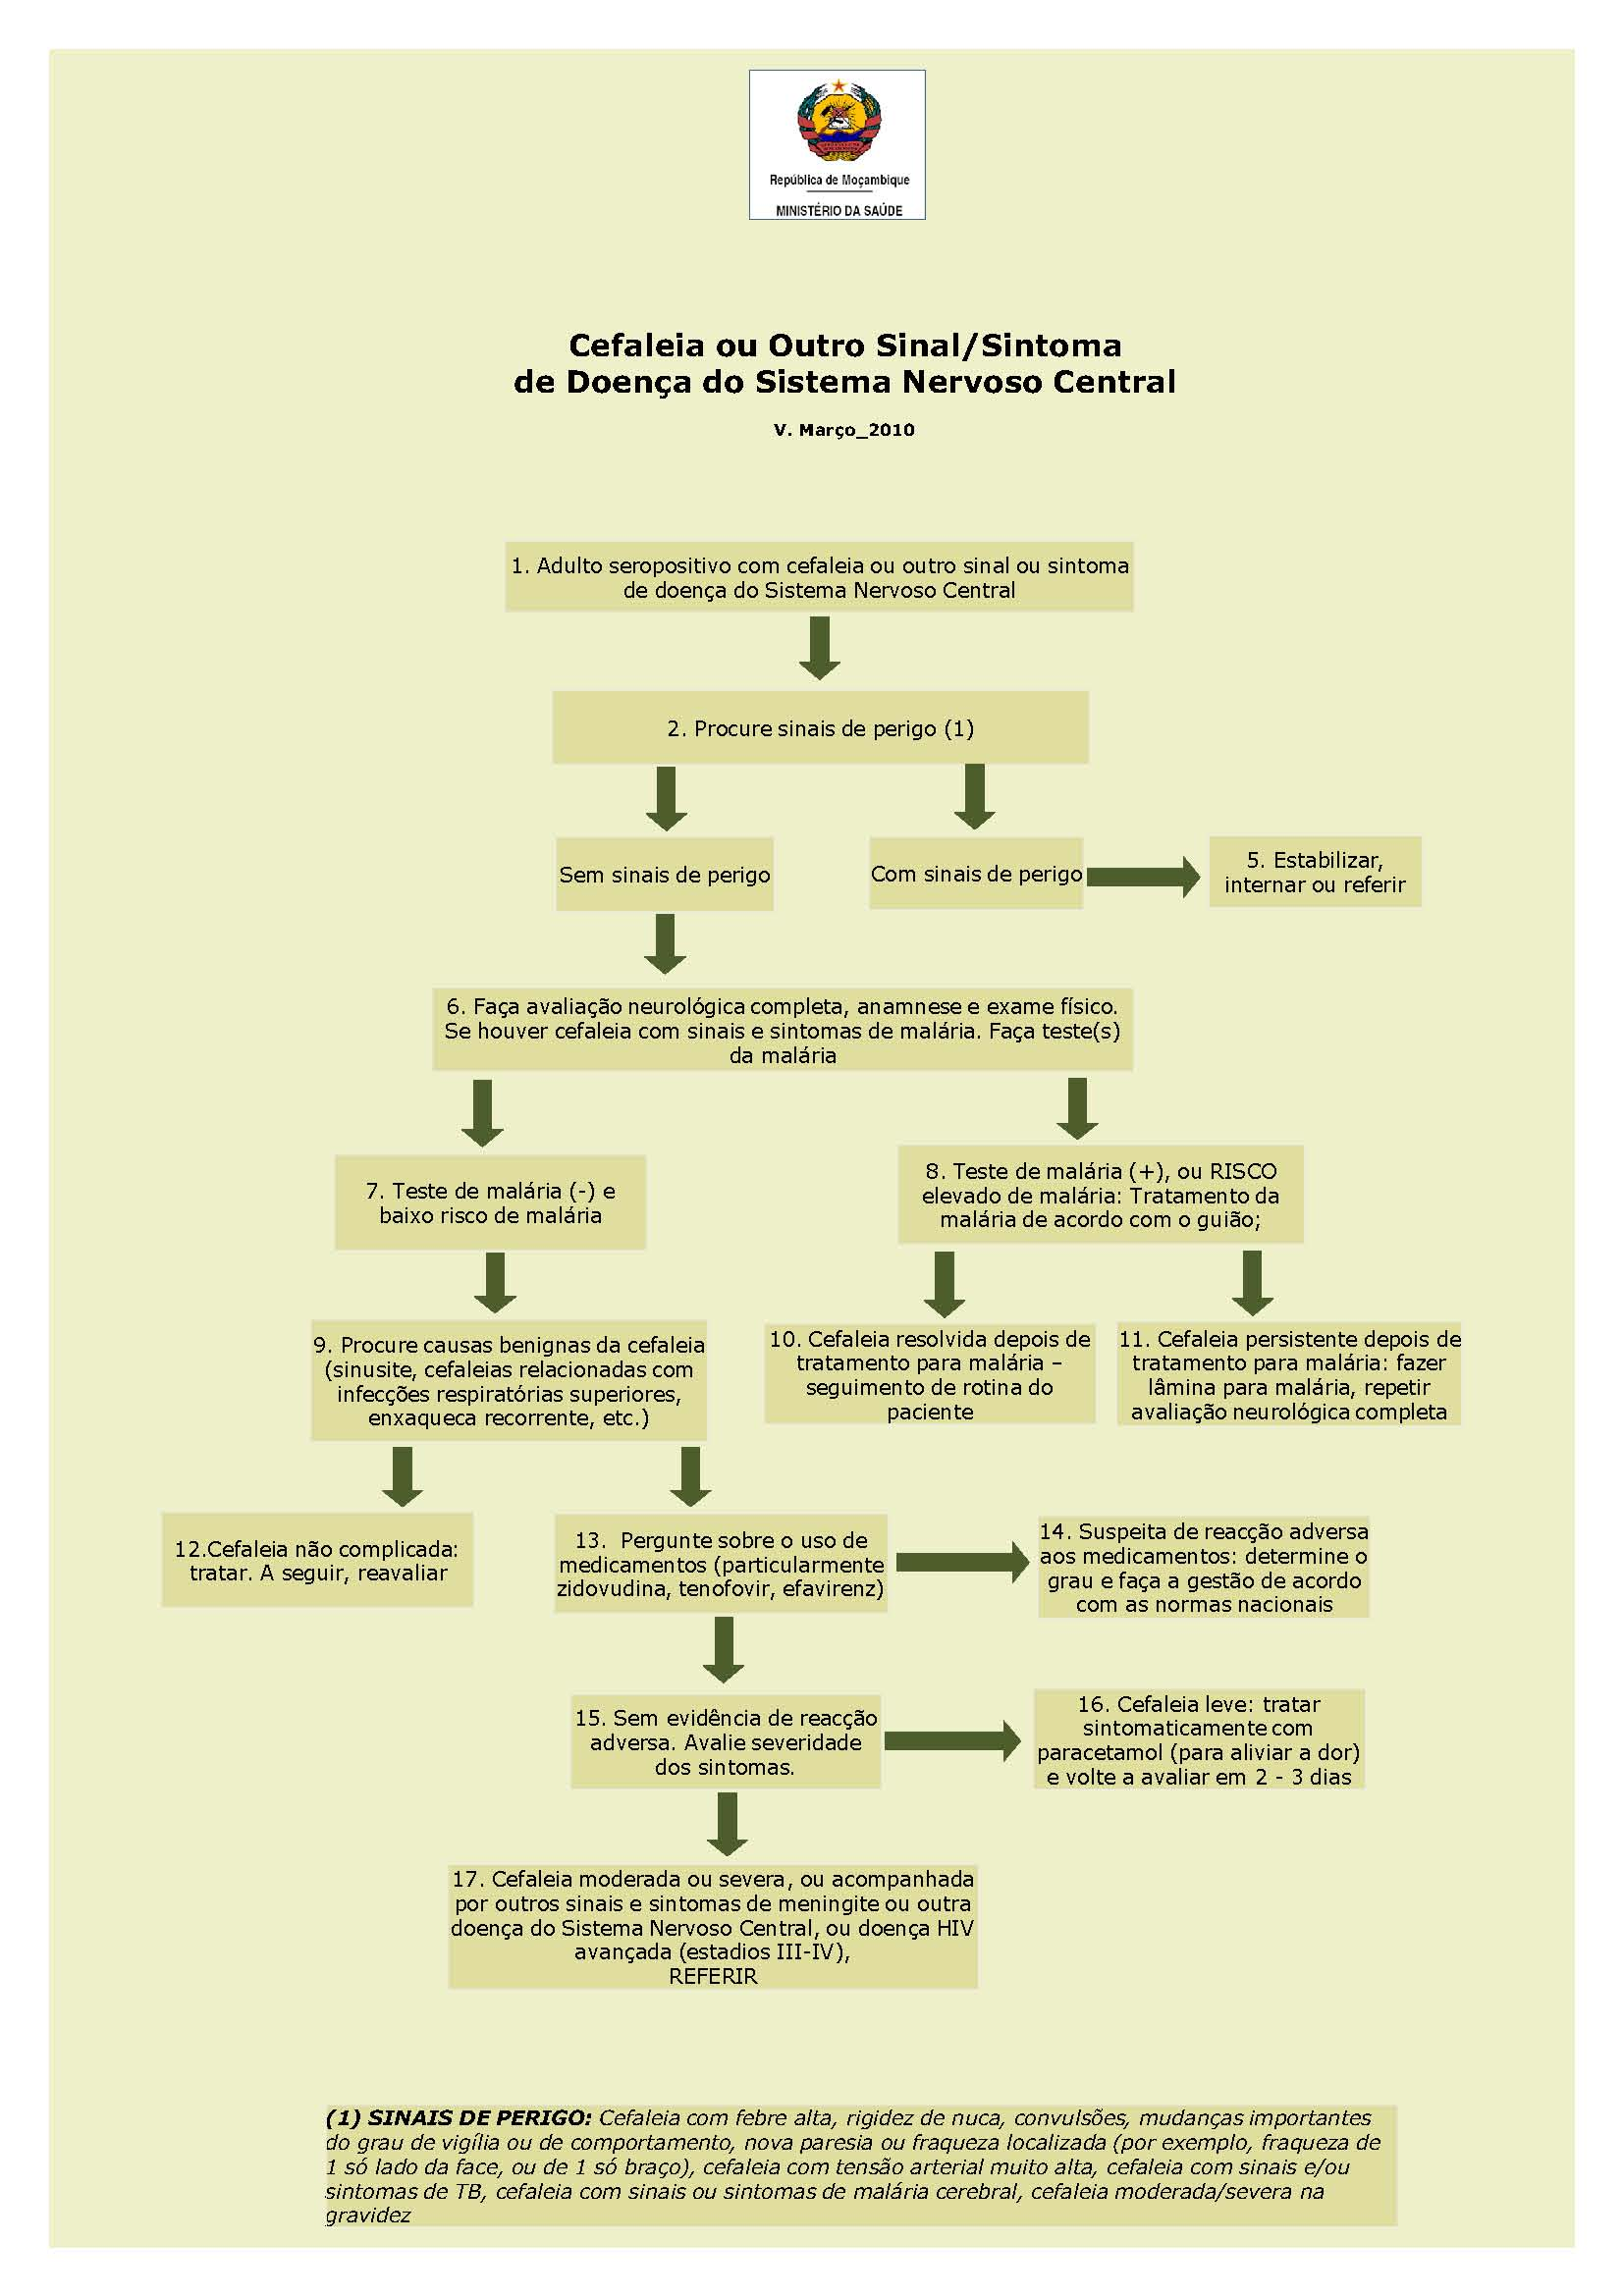 República de Moçambique
MINISTÉRIO DA SAÚDE
Cefaleia ou Outro Sinal/Sintoma
de Doença do Sistema Nervoso Central
V. Março_2010
1. Adulto seropositivo com cefaleia ou outro sinal ou sintoma
de doença do Sistema Nervoso Central
2. Procure sinais de perigo (1)
Sem sinais de perigo
Com sinais de perigo
5. Estabilizar,
internar ou referir
6. Faça avaliação neurológica completa, anamnese e exame físico.
Se houver cefaleia com sinais e sintomas de malária. Faça teste(s)
da malária
7. Teste de malária (-) e
baixo risco de malária
8. Teste de malária (+), ou RISCO
elevado de malária: Tratamento da
malária de acordo com o guião;
9. Procure causas benignas da cefaleia
(sinusite, cefaleias relacionadas com
infecções respiratórias superiores,
enxaqueca recorrente, etc.)
10. Cefaleia resolvida depois de
tratamento para malária –
seguimento de rotina do
paciente
11. Cefaleia persistente depois de
tratamento para malária: fazer
lâmina para malária, repetir
avaliação neurológica completa
12.Cefaleia não complicada:
tratar. A seguir, reavaliar
13. Pergunte sobre o uso de
medicamentos (particularmente
zidovudina, tenofovir, efavirenz)
14. Suspeita de reacção adversa
aos medicamentos: determine o
grau e faça a gestão de acordo
com as normas nacionais
15. Sem evidência de reacção
adversa. Avalie severidade
dos sintomas.
16. Cefaleia leve: tratar
sintomaticamente com
paracetamol (para aliviar a dor)
e volte a avaliar em 2 - 3 dias
17. Cefaleia moderada ou severa, ou acompanhada
por outros sinais e sintomas de meningite ou outra
doença do Sistema Nervoso Central, ou doença HIV
avançada (estadios III-IV),
REFERIR
(1) SINAIS DE PERIGO: Cefaleia com febre alta, rigidez de nuca, convulsões, mudanças importantes
do grau de vigília ou de comportamento, nova paresia ou fraqueza localizada (por exemplo, fraqueza de
1 só lado da face, ou de 1 só braço), cefaleia com tensão arterial muito alta, cefaleia com sinais e/ou
sintomas de TB, cefaleia com sinais ou sintomas de malária cerebral, cefaleia moderada/severa na
gravidez